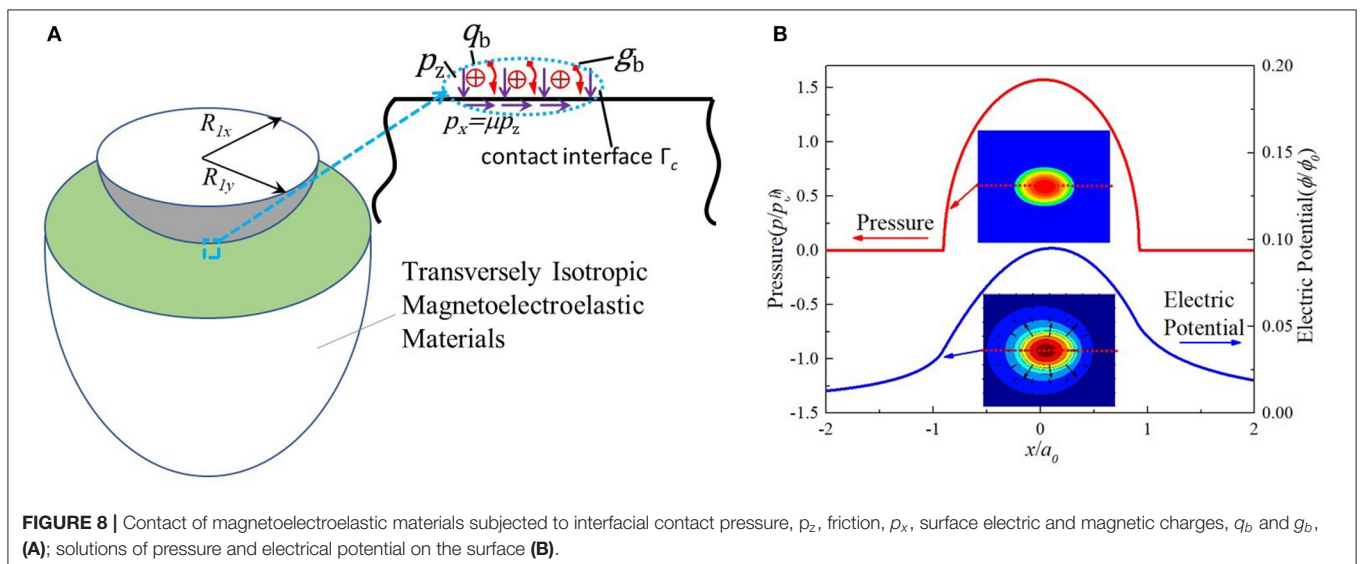 A
q_b
g_b
p_z
p_x=μp_z
contact interface Γ_c
R_1x
R_1y
Transversely Isotropic
Magnetoelectroelastic
Materials
B
1.5
1.0
0.5
0.0
-0.5
-1.0
-1.5
0.20
0.15
0.10
0.05
0.00
Pressure
Electric
Potential
Electric Potential(ϕ/ϕ_0)
-2
-1
0
1
2
x/a_0
FIGURE 8 | Contact of magnetoelectroelastic materials subjected to interfacial contact pressure, p_z, friction, p_x, surface electric and magnetic charges, q_b and g_b,
(A); solutions of pressure and electrical potential on the surface (B).